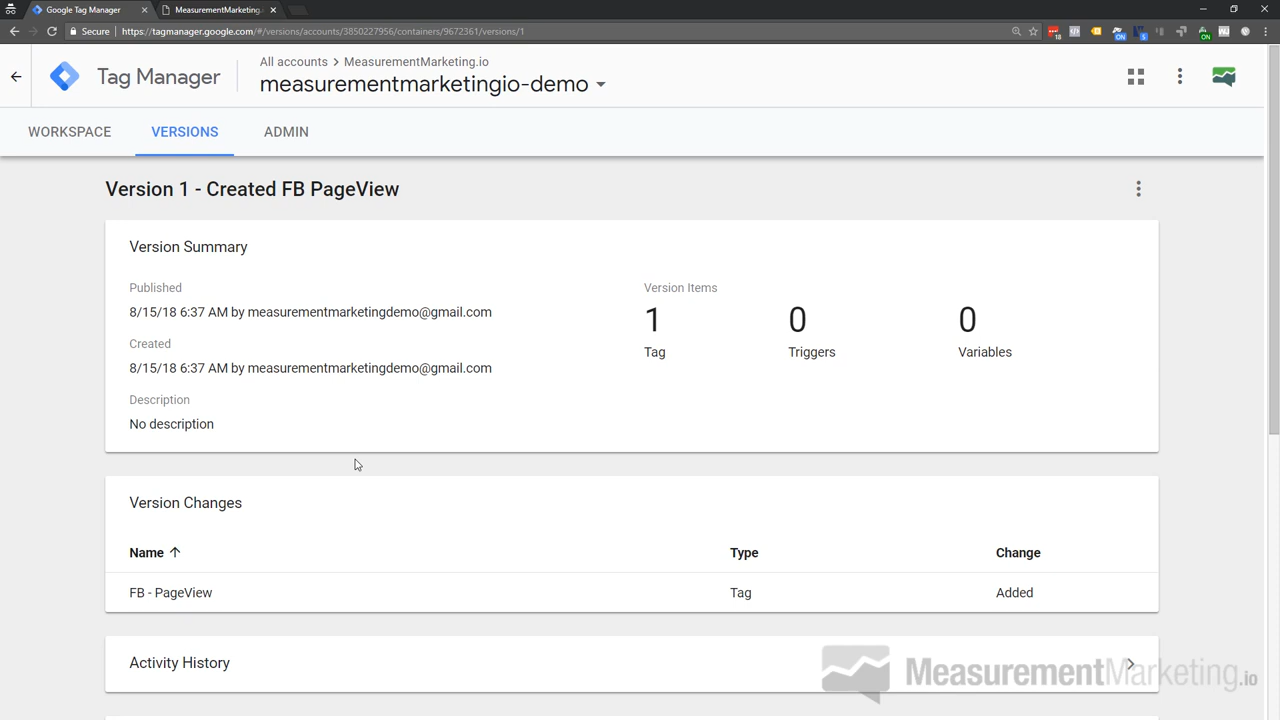 Google Tag Manager
MeasurementMarketing.
Secure
https://tagmanager.google.com/#/versions/accounts/3850227956/containers/9672361/versions/1
18
ON
5
ON
Tag Manager
All accounts > MeasurementMarketing.io
measurementmarketingio-demo
WORKSPACE
VERSIONS
ADMIN
Version 1 - Created FB PageView
Version Summary
Published
8/15/18 6:37 AM by measurementmarketingdemo@gmail.com
Created
8/15/18 6:37 AM by measurementmarketingdemo@gmail.com
Description
No description
Version Items
1
0
0
Tag
Triggers
Variables
Version Changes
Name
Type
Change
FB - PageView
Tag
Added
Activity History
MeasurementMarketing.io